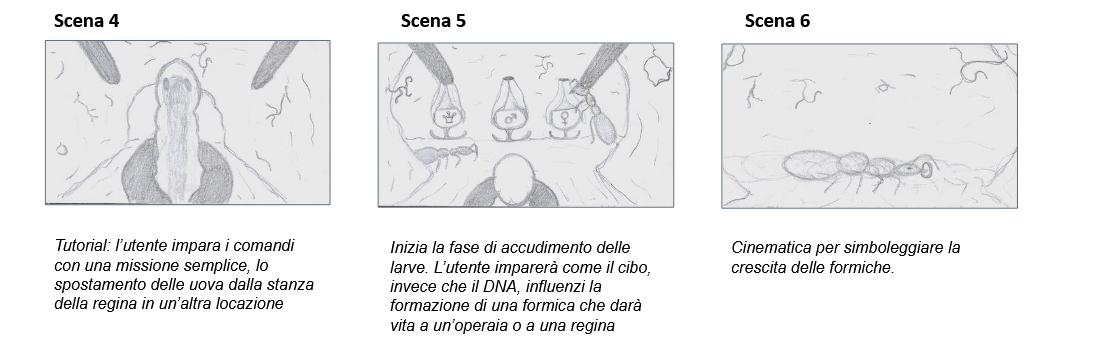 Scena 4
Tutorial: l'utente impara i comandi
con una missione semplice, lo
spostamento delle uova dalla stanza
della regina in un'altra locazione
Scena 5
Inizia la fase di accudimento delle
larve. L'utente imparerà come il cibo,
invece che il DNA, influenzi la
formazione di una formica che darà
vita a un'operaia o a una regina
Scena 6
Cinematica per simboleggiare la
crescita delle formiche.